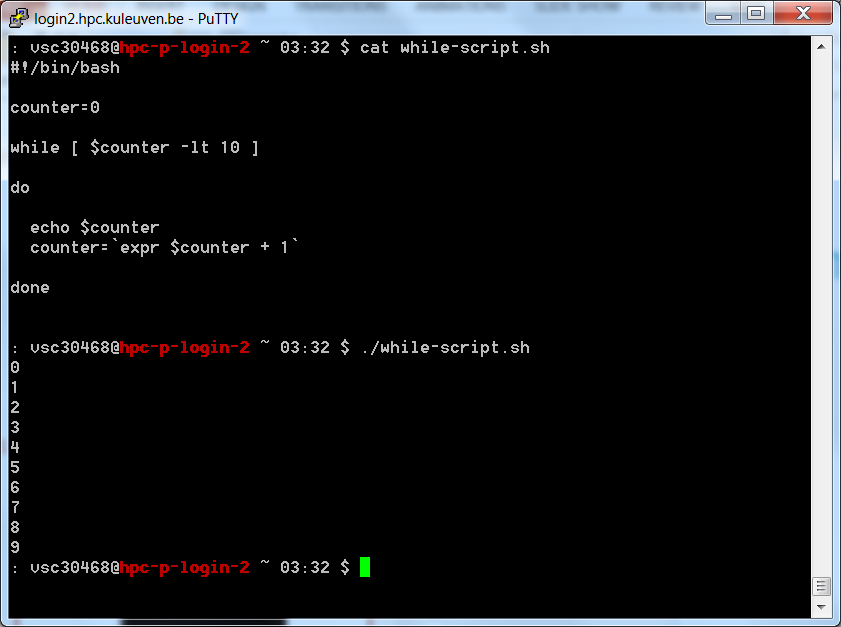 login2.hpc.kuleuven.be - PuTTY
: vsc30468@hpc-p-login-2 ~ 03:32 $ cat while-script.sh
#!/bin/bash
counter=0
while [ $counter -lt 10 ]
do
  echo $counter
  counter=`expr $counter + 1`
done
: vsc30468@hpc-p-login-2 ~ 03:32 $ ./while-script.sh
0
1
2
3
4
5
6
7
8
9
: vsc30468@hpc-p-login-2 ~ 03:32 $